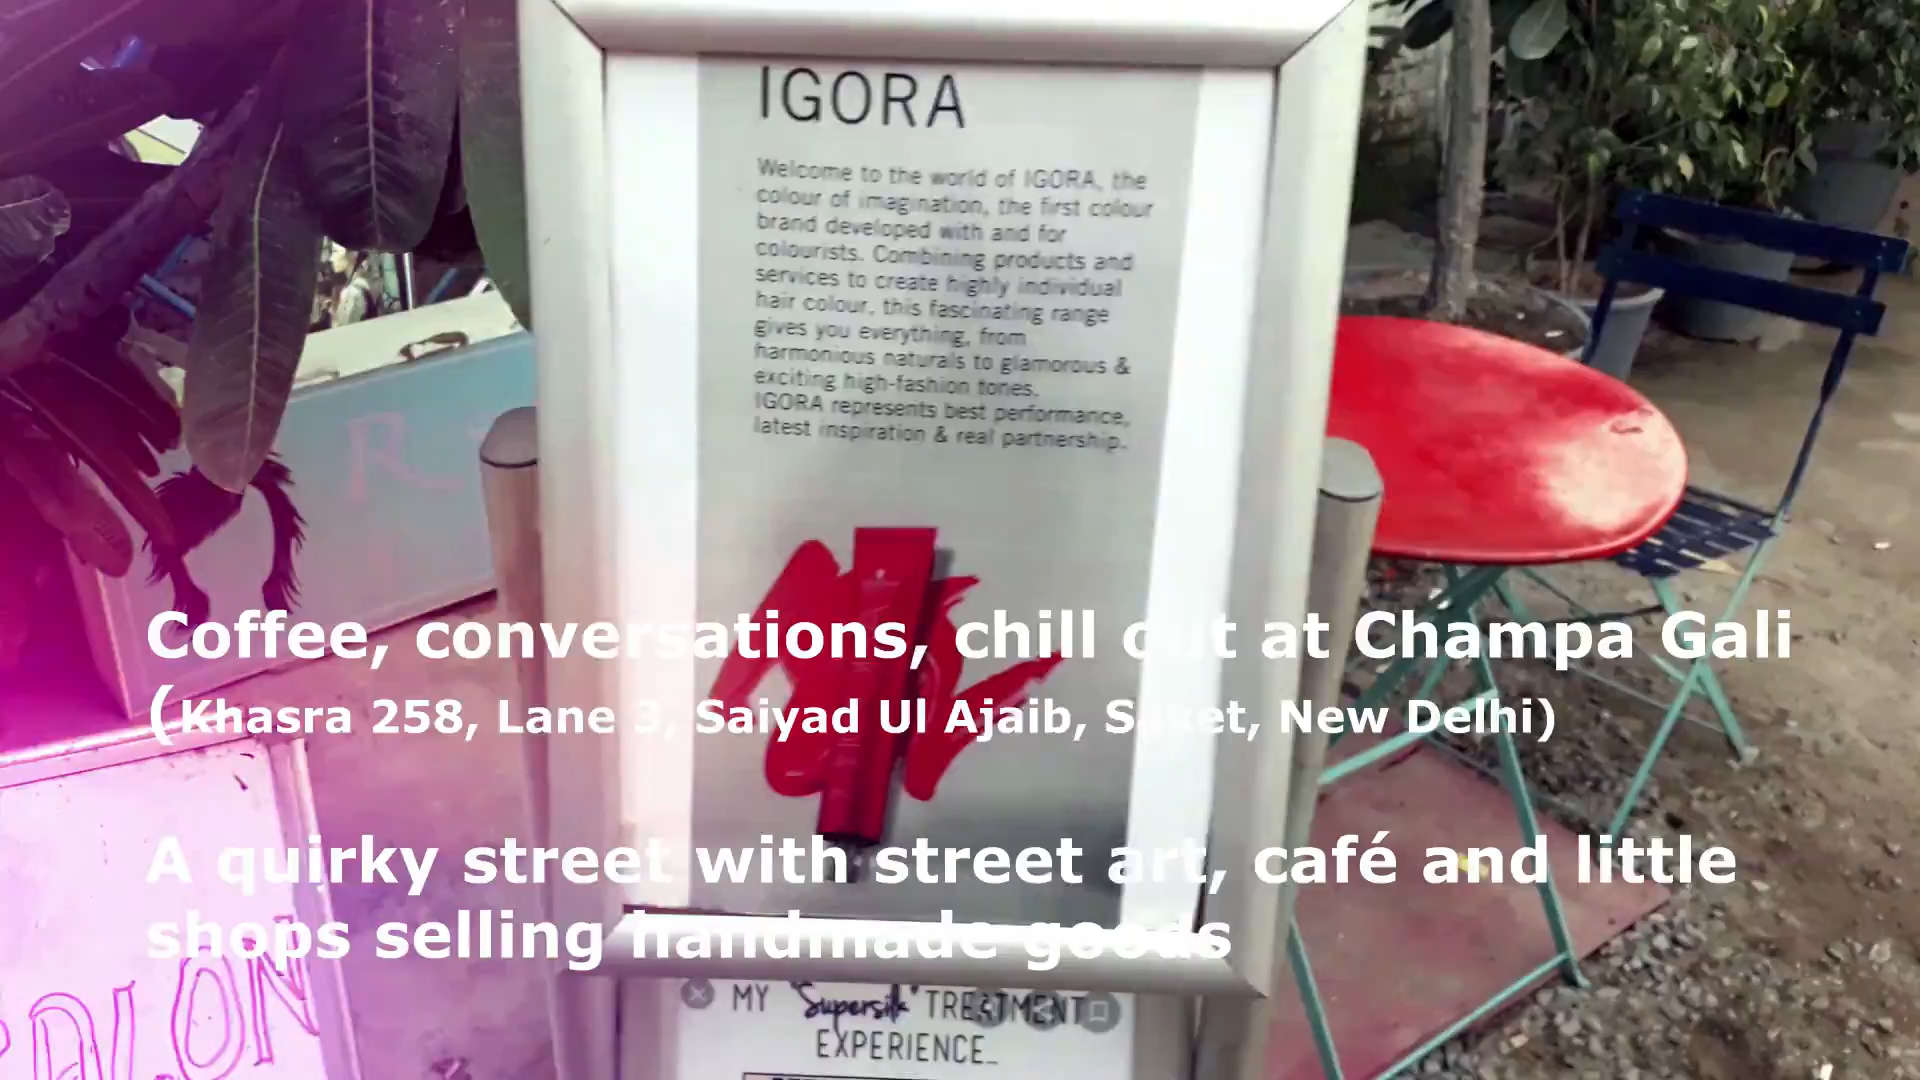 IGORA
Welcome to the world of IGORA, the
colour of imagination, the first colour
brand developed with and for
colourists. Combining products and
services to create highly individual
hair colour, this fascinating range
gives you everything, from
harmonious naturals to glamorous &
exciting high-fashion tones.
IGORA represents best performance,
latest inspiration & real partnership.
R
Coffee, conversations, chill out at Champa Gali
(Khasra 258, Lane 3, Saiyad Ul Ajaib, Saket, New Delhi)
A quirky street with street art, café and little
shops selling handmade goods
SALON
MY "Supersilk" TREATMENT
EXPERIENCE_